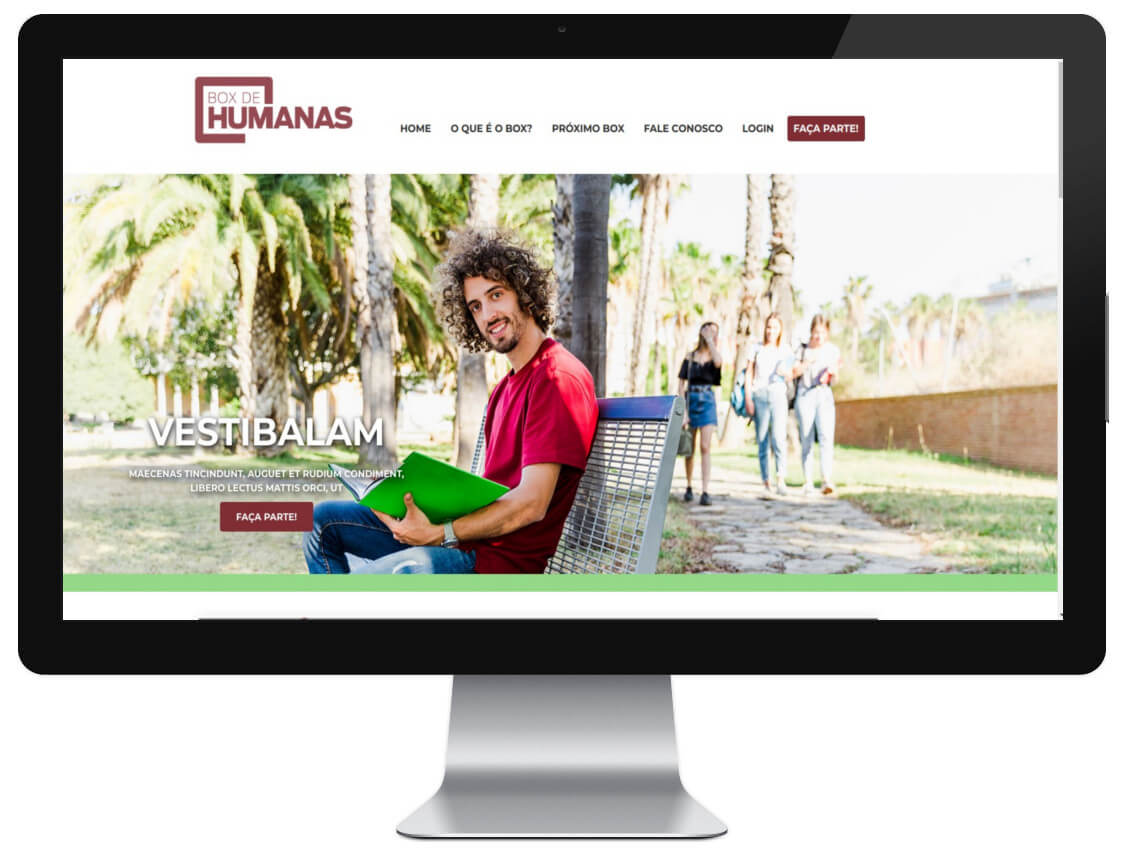 BOX DE
HUMANAS
HOME O QUE É O BOX? PRÓXIMO BOX FALE CONOSCO LOGIN FAÇA PARTE!
VESTIBALAM
MAECENAS TINCINDUNT, AUGUET ET RUDIUM CONDIMENT,
LIBERO LECTUS MATTIS ORCI, UT
FAÇA PARTE!